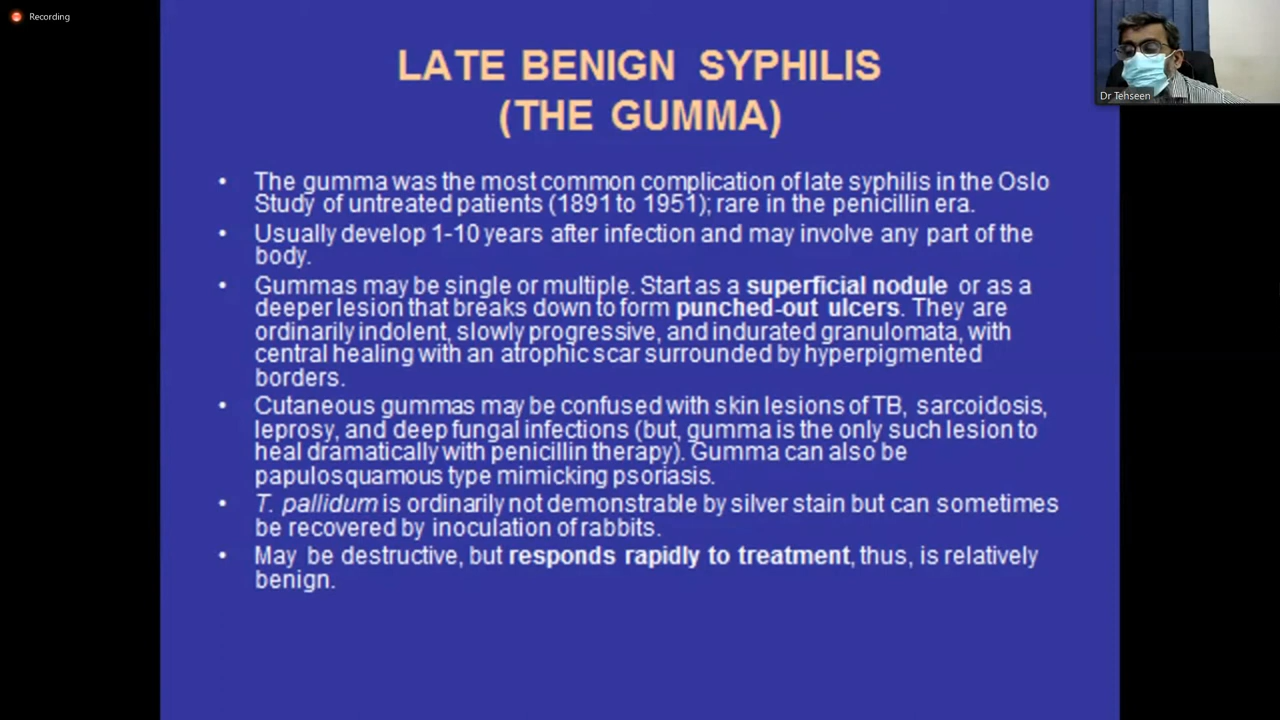 Recording
LATE BENIGN SYPHILIS
(THE GUMMA)
Dr Tehseen
• The gumma was the most common complication of late syphilis in the Oslo
Study of untreated patients (1891 to 1951); rare in the penicillin era.
• Usually develop 1-10 years after infection and may involve any part of the
body.
• Gummas may be single or multiple. Start as a superficial nodule or as a
deeper lesion that breaks down to form punched-out ulcers. They are
ordinarily indolent, slowly progressive, and indurated granulomata, with
central healing with an atrophic scar surrounded by hyperpigmented
borders.
• Cutaneous gummas may be confused with skin lesions of TB, sarcoidosis,
leprosy, and deep fungal infections (but, gumma is the only such lesion to
heal dramatically with penicillin therapy). Gumma can also be
papulosquamous type mimicking psoriasis.
• T. pallidum is ordinarily not demonstrable by silver stain but can sometimes
be recovered by inoculation of rabbits.
• May be destructive, but responds rapidly to treatment, thus, is relatively
benign.